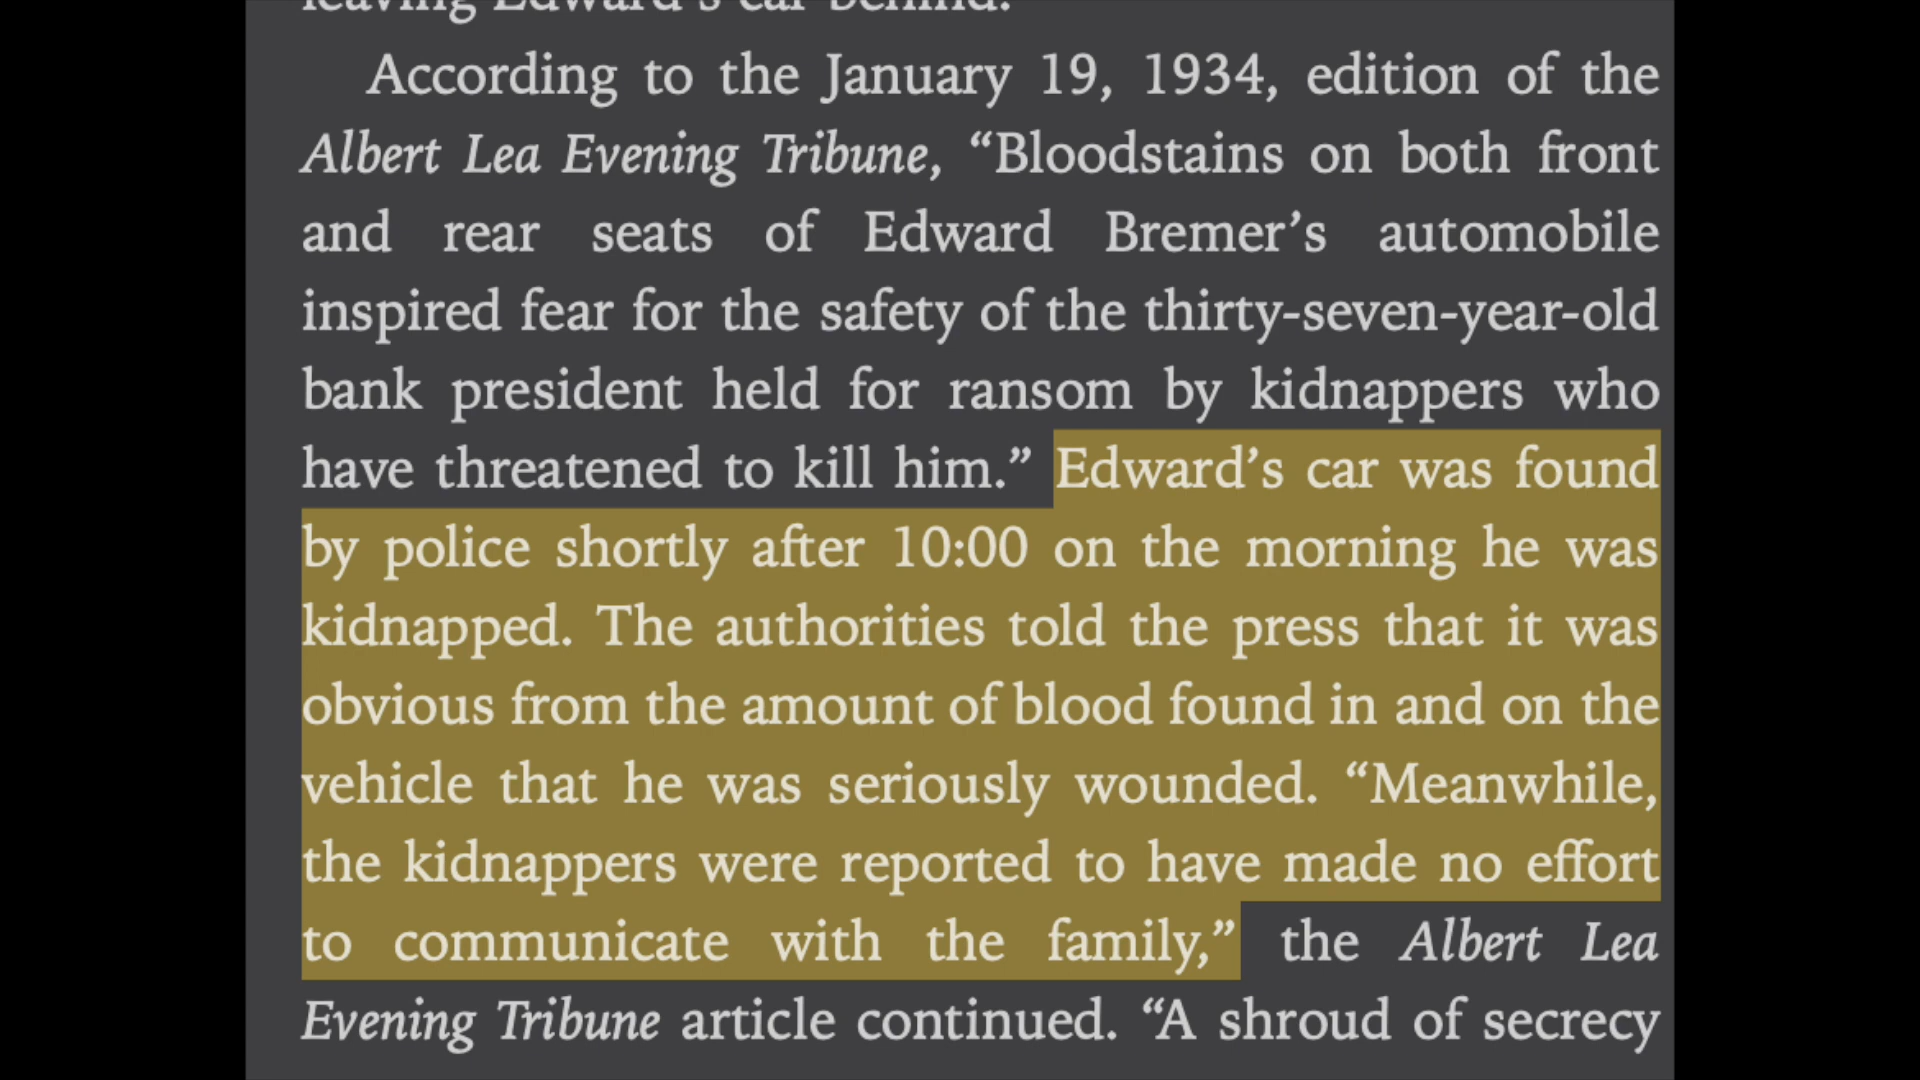 leaving Edward's car behind.
According to the January 19, 1934, edition of the
Albert Lea Evening Tribune, “Bloodstains on both front
and rear seats of Edward Bremer’s automobile
inspired fear for the safety of the thirty-seven-year-old
bank president held for ransom by kidnappers who
have threatened to kill him.” Edward’s car was found
by police shortly after 10:00 on the morning he was
kidnapped. The authorities told the press that it was
obvious from the amount of blood found in and on the
vehicle that he was seriously wounded. “Meanwhile,
the kidnappers were reported to have made no effort
to communicate with the family,” the Albert Lea
Evening Tribune article continued. “A shroud of secrecy